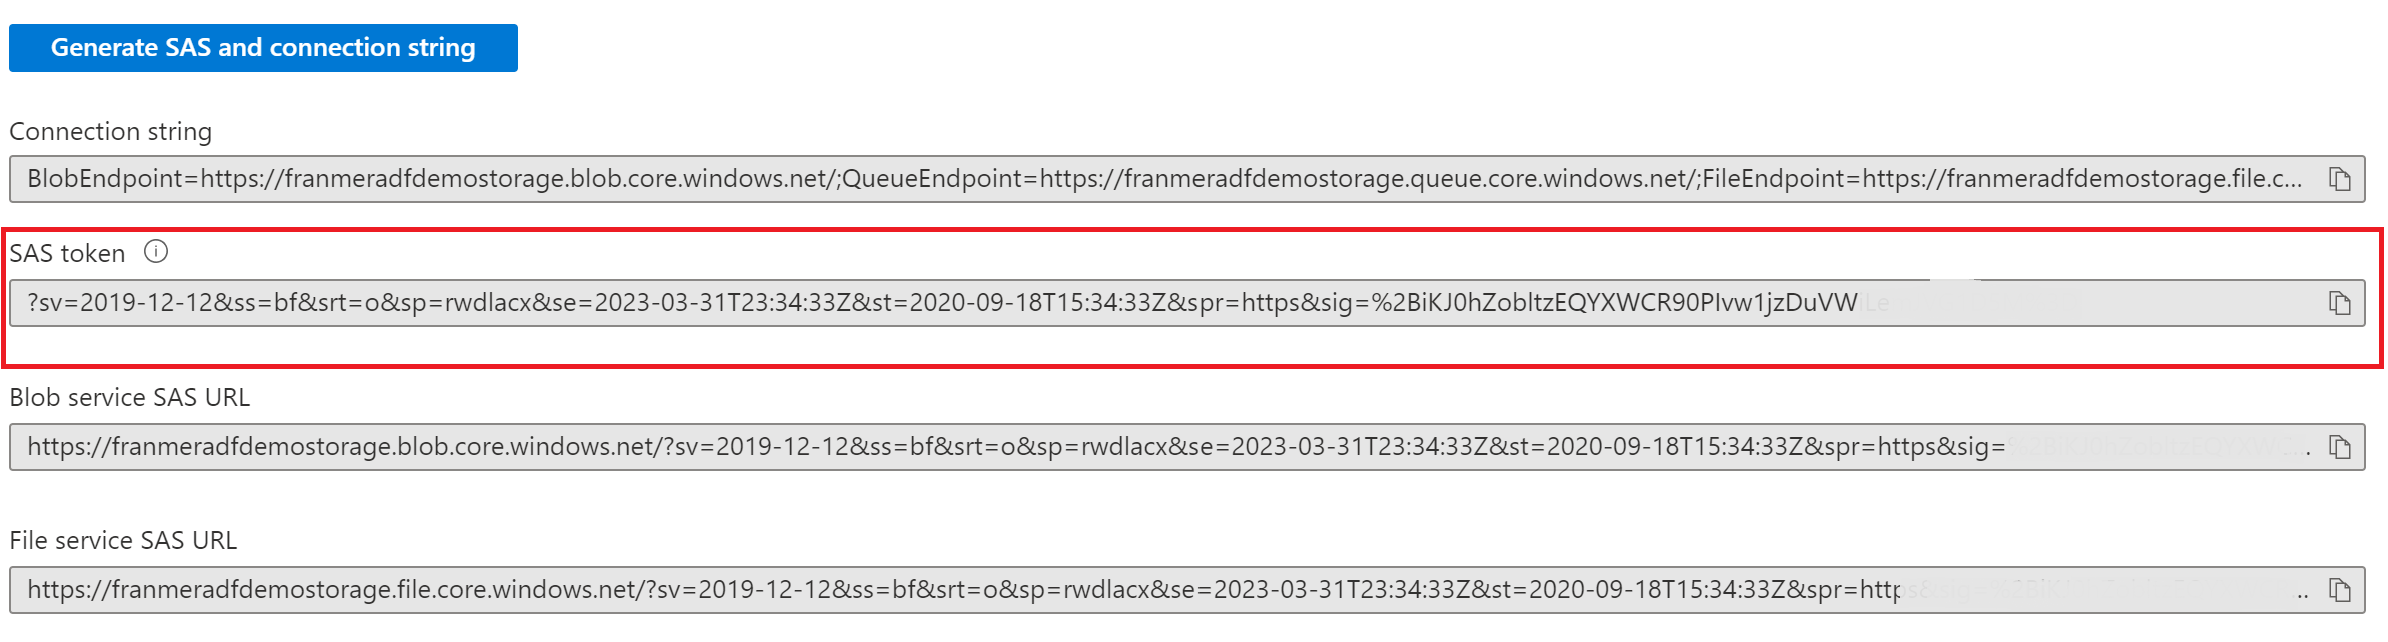 Generate SAS and connection string
Connection string
BlobEndpoint=https://franmeradfdemostorage.blob.core.windows.net/;QueueEndpoint=https://franmeradfdemostorage.queue.core.windows.net/;FileEndpoint=https://franmeradfdemostorage.file.c...
SAS token
?sv=2019-12-12&ss=bf&srt=o&sp=rwdlacx&se=2023-03-31T23:34:33Z&st=2020-09-18T15:34:33Z&spr=https&sig=%2BiKJ0hZobltzEQYXWCR90PIvw1jzDuVW
Blob service SAS URL
https://franmeradfdemostorage.blob.core.windows.net/?sv=2019-12-12&ss=bf&srt=o&sp=rwdlacx&se=2023-03-31T23:34:33Z&st=2020-09-18T15:34:33Z&spr=https&sig=
File service SAS URL
https://franmeradfdemostorage.file.core.windows.net/?sv=2019-12-12&ss=bf&srt=o&sp=rwdlacx&se=2023-03-31T23:34:33Z&st=2020-09-18T15:34:33Z&spr=https